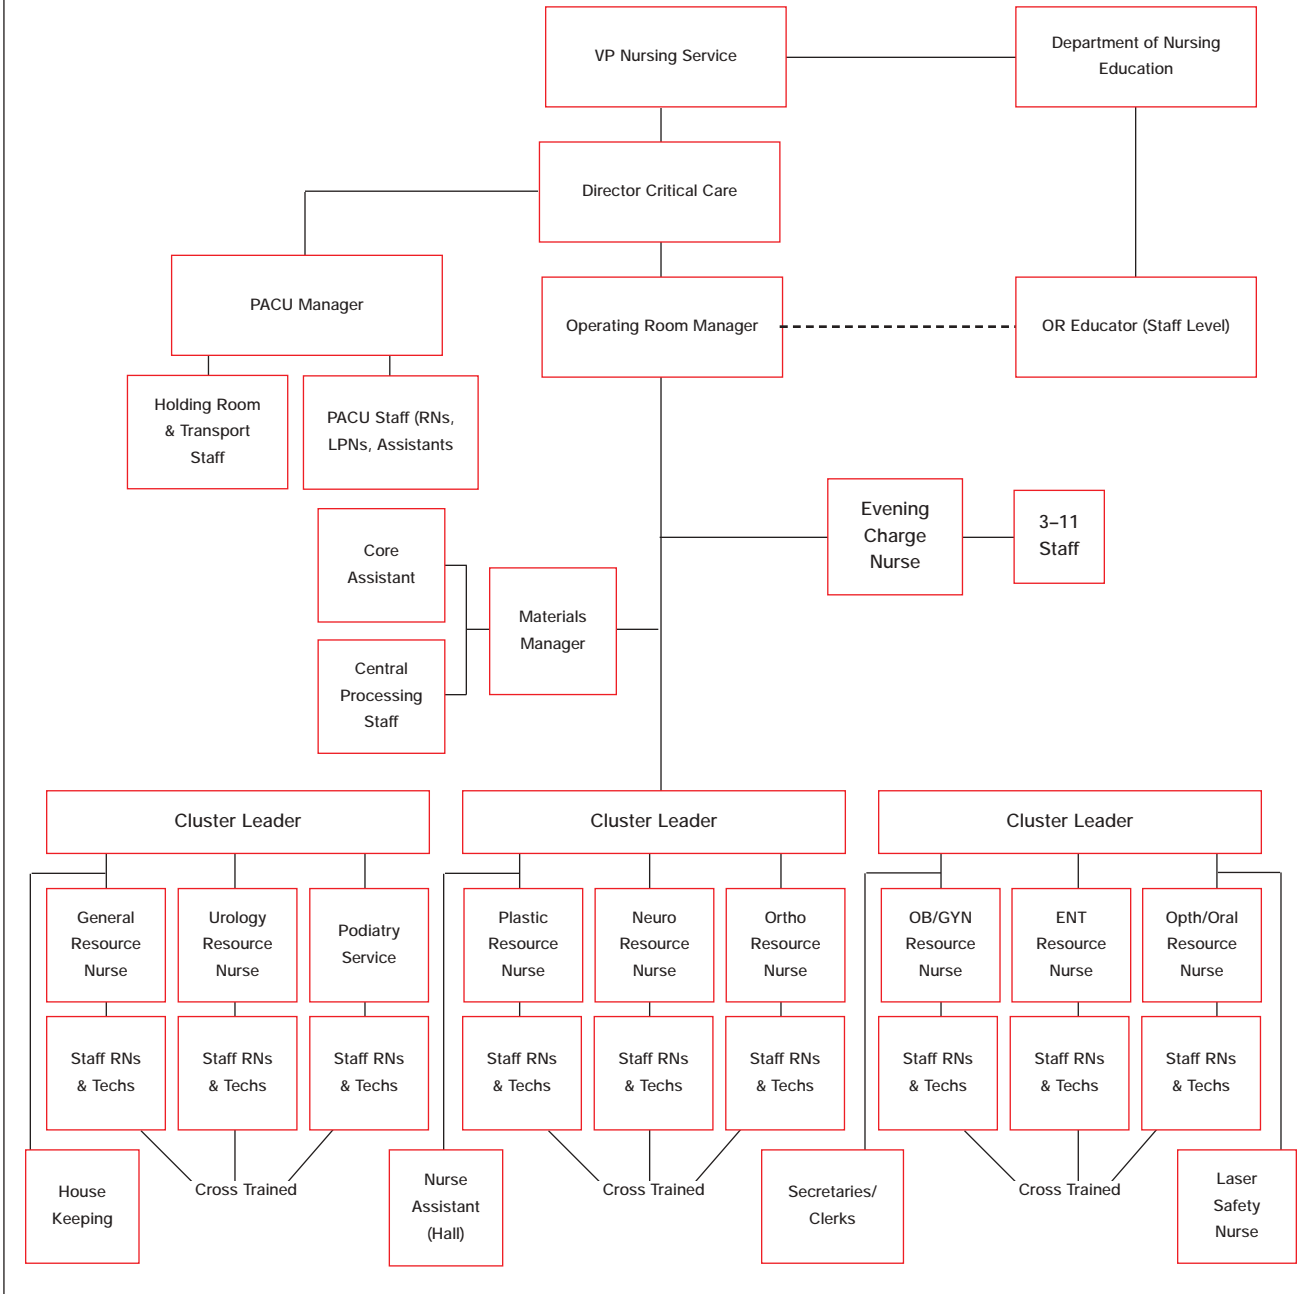 VP Nursing Service
Department of Nursing
Education
Director Critical Care
PACU Manager
Operating Room Manager
OR Educator (Staff Level)
Holding Room
& Transport
Staff
PACU Staff (RNs,
LPNs, Assistants
Evening
Charge
Nurse
3–11
Staff
Core
Assistant
Materials
Manager
Central
Processing
Staff
Cluster Leader
Cluster Leader
Cluster Leader
General
Resource
Nurse
Urology
Resource
Nurse
Podiatry
Service
Plastic
Resource
Nurse
Neuro
Resource
Nurse
Ortho
Resource
Nurse
OB/GYN
Resource
Nurse
ENT
Resource
Nurse
Opth/Oral
Resource
Nurse
Staff RNs
& Techs
Staff RNs
& Techs
Staff RNs
& Techs
Staff RNs
& Techs
Staff RNs
& Techs
Staff RNs
& Techs
Staff RNs
& Techs
Staff RNs
& Techs
Staff RNs
& Techs
House
Keeping
Cross Trained
Nurse
Assistant
(Hall)
Cross Trained
Secretaries/
Clerks
Cross Trained
Laser
Safety
Nurse